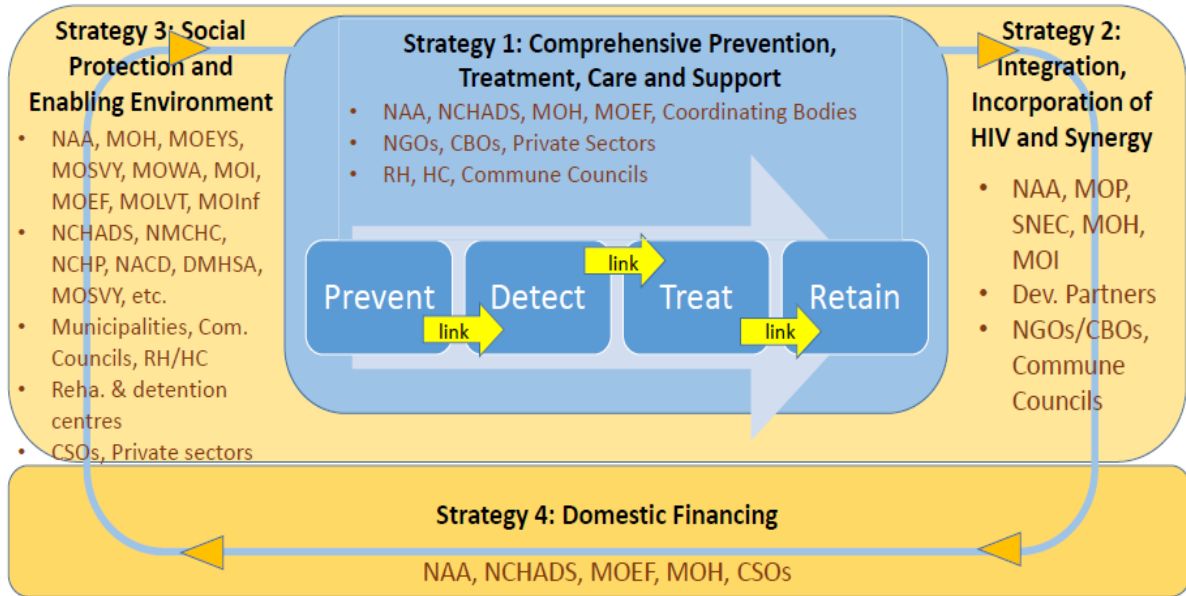 Strategy 3: Social
Protection and
Enabling Environment
• NAA, MOH, MOEYS,
MOSVY, MOWA, MOI,
MOEF, MOLVT, MOInf
• NCHADS, NMCHC,
NCHP, NACD, DMHSA,
MOSVY, etc.
• Municipalities, Com.
Councils, RH/HC
• Reha. & detention
centres
• CSOs, Private sectors
Strategy 1: Comprehensive Prevention,
Treatment, Care and Support
• NAA, NCHADS, MOH, MOEF, Coordinating Bodies
• NGOs, CBOs, Private Sectors
• RH, HC, Commune Councils
Prevent
link
Detect
link
Treat
link
Retain
Strategy 2:
Integration,
Incorporation of
HIV and Synergy
• NAA, MOP,
SNEC, MOH,
MOI
• Dev. Partners
• NGOs/CBOs,
Commune
Councils
Strategy 4: Domestic Financing
NAA, NCHADS, MOEF, MOH, CSOs